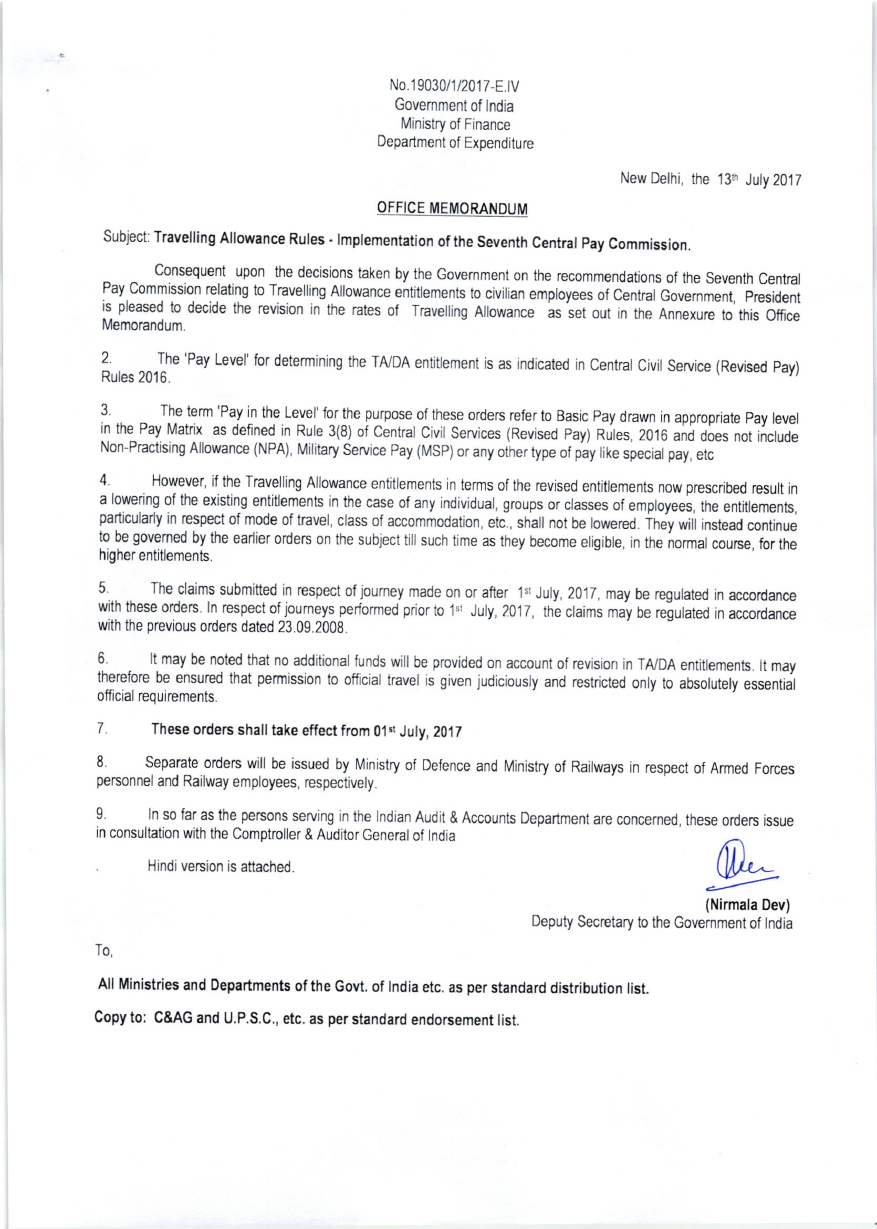 No.19030/1/2017-E.IV
Government of India
Ministry of Finance
Department of Expenditure
New Delhi, the 13th July 2017
OFFICE MEMORANDUM
Subject: Travelling Allowance Rules - Implementation of the Seventh Central Pay Commission.
Consequent upon the decisions taken by the Government on the recommendations of the Seventh Central
Pay Commission relating to Travelling Allowance entitlements to civilian employees of Central Government, President
is pleased to decide the revision in the rates of Travelling Allowance as set out in the Annexure to this Office
Memorandum.
2. The 'Pay Level' for determining the TA/DA entitlement is as indicated in Central Civil Service (Revised Pay)
Rules 2016.
3. The term 'Pay in the Level' for the purpose of these orders refer to Basic Pay drawn in appropriate Pay level
in the Pay Matrix as defined in Rule 3(8) of Central Civil Services (Revised Pay) Rules, 2016 and does not include
Non-Practising Allowance (NPA), Military Service Pay (MSP) or any other type of pay like special pay, etc
4. However, if the Travelling Allowance entitlements in terms of the revised entitlements now prescribed result in
a lowering of the existing entitlements in the case of any individual, groups or classes of employees, the entitlements,
particularly in respect of mode of travel, class of accommodation, etc., shall not be lowered. They will instead continue
to be governed by the earlier orders on the subject till such time as they become eligible, in the normal course, for the
higher entitlements.
5. The claims submitted in respect of journey made on or after 1st July, 2017, may be regulated in accordance
with these orders. In respect of journeys performed prior to 1st July, 2017, the claims may be regulated in accordance
with the previous orders dated 23.09.2008.
6. It may be noted that no additional funds will be provided on account of revision in TA/DA entitlements. It may
therefore be ensured that permission to official travel is given judiciously and restricted only to absolutely essential
official requirements.
7. These orders shall take effect from 01st July, 2017
8. Separate orders will be issued by Ministry of Defence and Ministry of Railways in respect of Armed Forces
personnel and Railway employees, respectively.
9. In so far as the persons serving in the Indian Audit & Accounts Department are concerned, these orders issue
in consultation with the Comptroller & Auditor General of India
Hindi version is attached.
(Nirmala Dev)
Deputy Secretary to the Government of India
To,
All Ministries and Departments of the Govt. of India etc. as per standard distribution list.
Copy to: C&AG and U.P.S.C., etc. as per standard endorsement list.